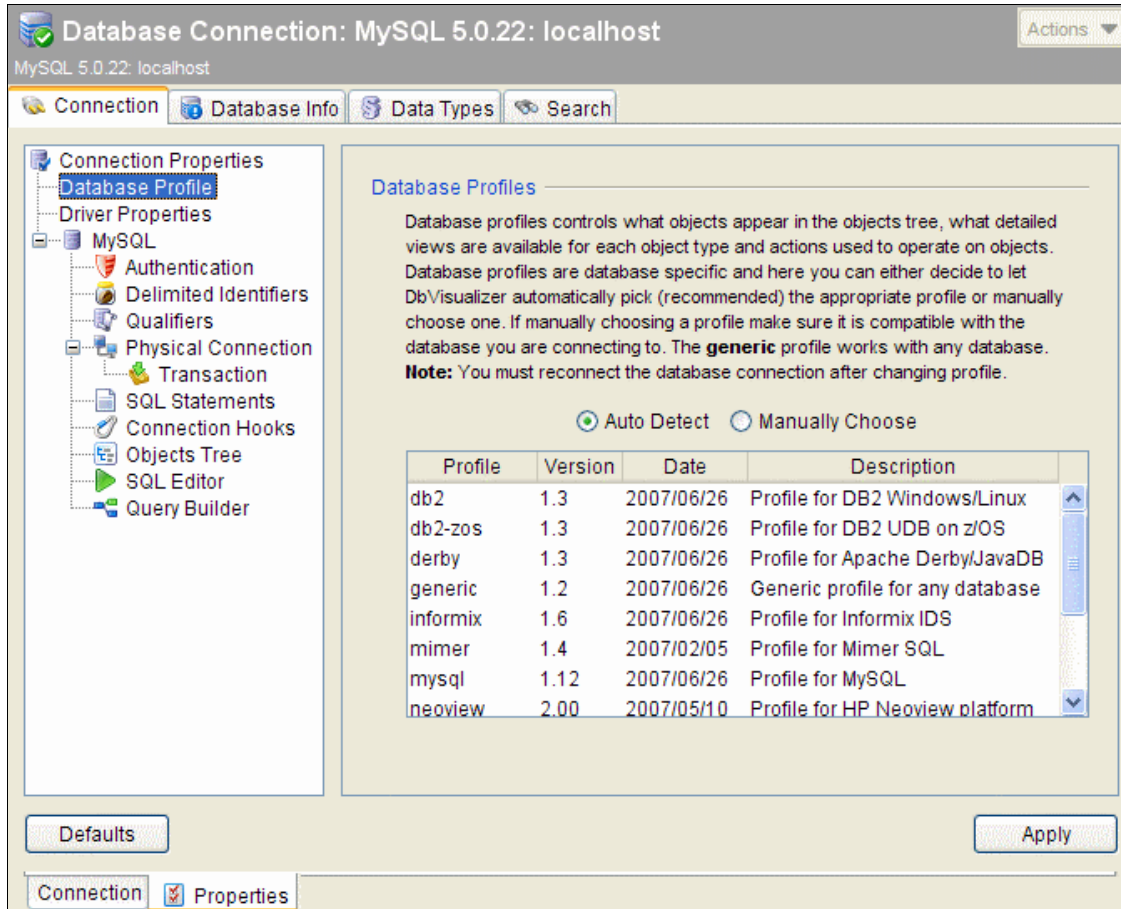 Database Connection: MySQL 5.0.22: localhost
Actions
MySQL 5.0.22: localhost
Connection Database Info Data Types Search
Connection Properties
Database Profile
Driver Properties
MySQL
Authentication
Delimited Identifiers
Qualifiers
Physical Connection
Transaction
SQL Statements
Connection Hooks
Objects Tree
SQL Editor
Query Builder
Database Profiles
Database profiles controls what objects appear in the objects tree, what detailed
views are available for each object type and actions used to operate on objects.
Database profiles are database specific and here you can either decide to let
DbVisualizer automatically pick (recommended) the appropriate profile or manually
choose one. If manually choosing a profile make sure it is compatible with the
database you are connecting to. The generic profile works with any database.
Note: You must reconnect the database connection after changing profile.
Auto Detect Manually Choose
Profile Version Date Description
db2 1.3 2007/06/26 Profile for DB2 Windows/Linux
db2-zos 1.3 2007/06/26 Profile for DB2 UDB on z/OS
derby 1.3 2007/06/26 Profile for Apache Derby/JavaDB
generic 1.2 2007/06/26 Generic profile for any database
informix 1.6 2007/06/26 Profile for Informix IDS
mimer 1.4 2007/02/05 Profile for Mimer SQL
mysql 1.12 2007/06/26 Profile for MySQL
neoview 2.00 2007/05/10 Profile for HP Neoview platform
Defaults
Apply
Connection Properties